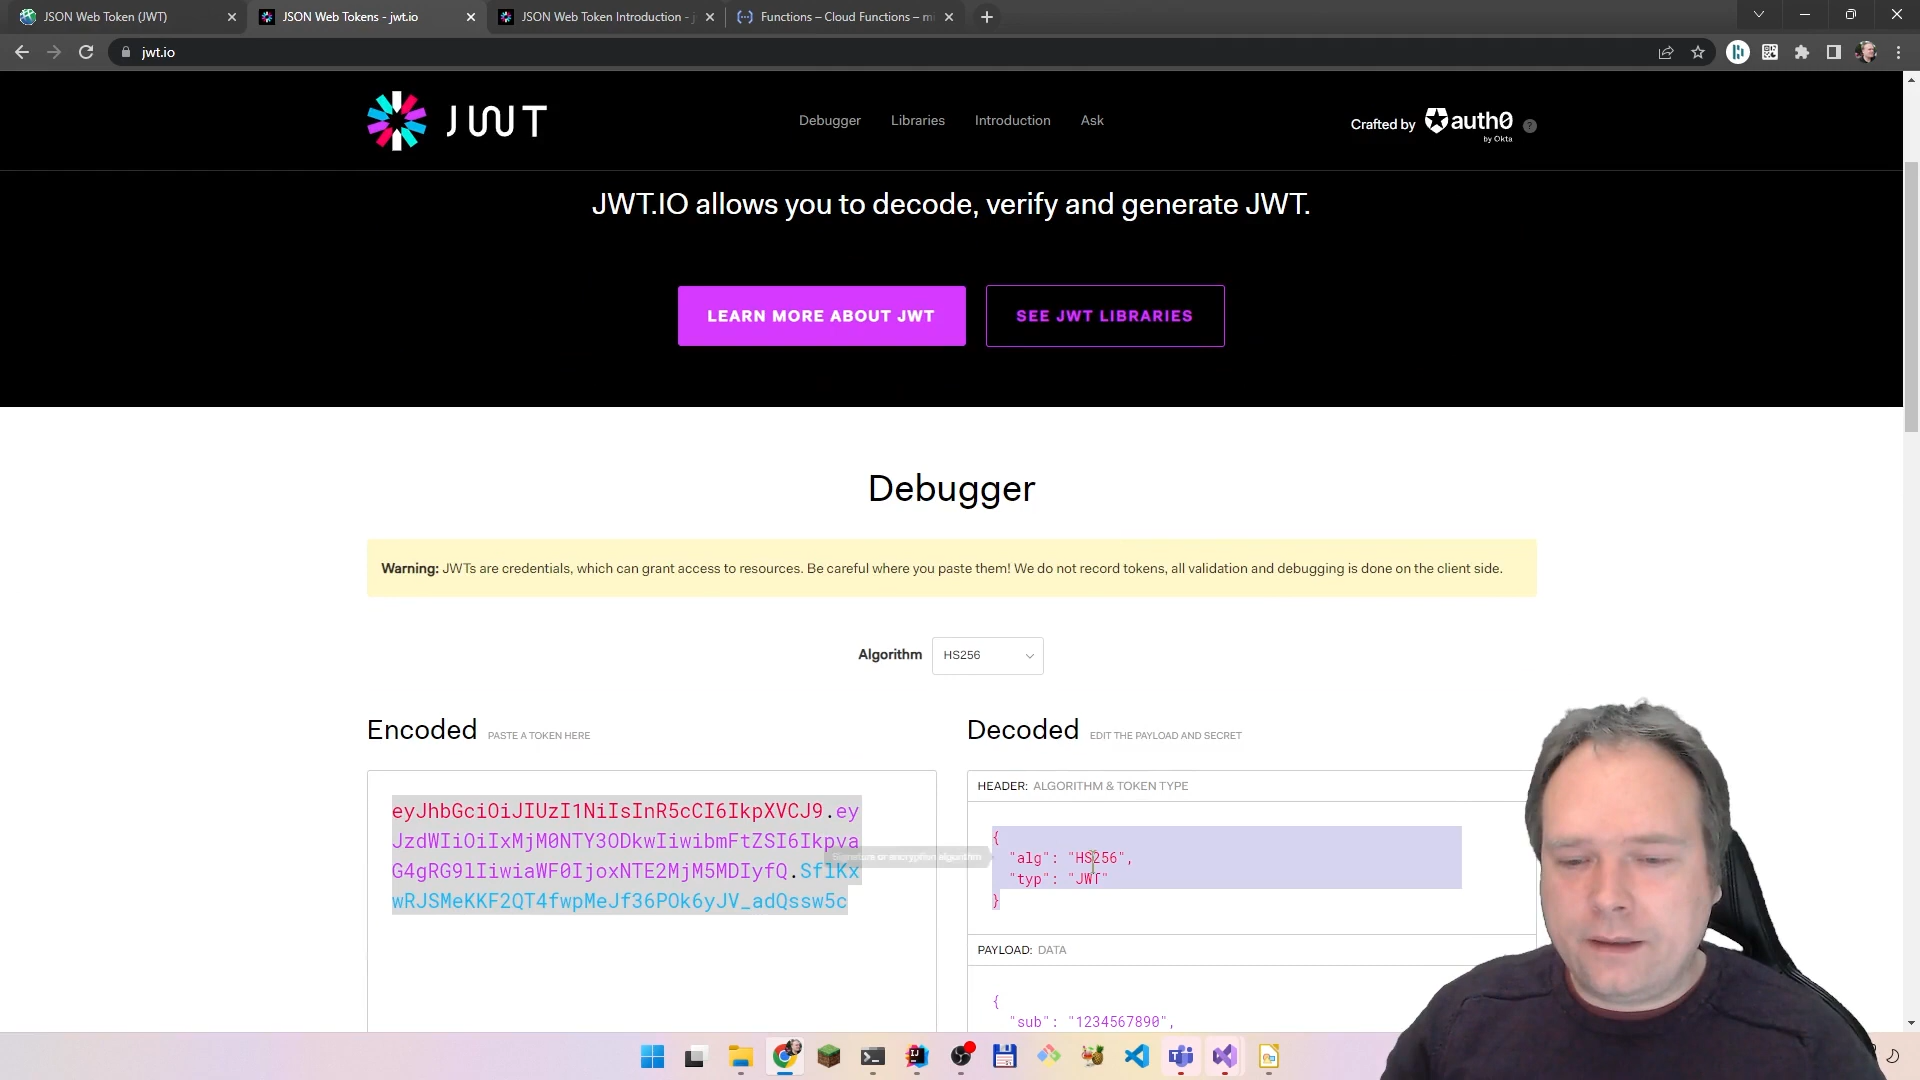 JSON Web Token (JWT)
JSON Web Tokens - jwt.io
JSON Web Token Introduction - j
Functions – Cloud Functions – mi
jwt.io
JWT
Debugger
Libraries
Introduction
Ask
Crafted by auth0
by Okta
JWT.IO allows you to decode, verify and generate JWT.
LEARN MORE ABOUT JWT
SEE JWT LIBRARIES
Debugger
Warning: JWTs are credentials, which can grant access to resources. Be careful where you paste them! We do not record tokens, all validation and debugging is done on the client side.
Algorithm HS256
Encoded PASTE A TOKEN HERE
eyJhbGciOiJIUzI1NiIsInR5cCI6IkpXVCJ9.ey
JzdWIiOiIxMjM0NTY3ODkwIiwibmFtZSI6Ikpva
G4gRG9lIiwiaWF0IjoxNTE2MjM5MDIyfQ.SflKx
wRJSMeKKF2QT4fwpMeJf36POk6yJV_adQssw5c
Signature or encryption algorithm
Decoded EDIT THE PAYLOAD AND SECRET
HEADER: ALGORITHM & TOKEN TYPE
{
"alg": "HS256",
"typ": "JWT"
}
PAYLOAD: DATA
{
"sub": "1234567890",